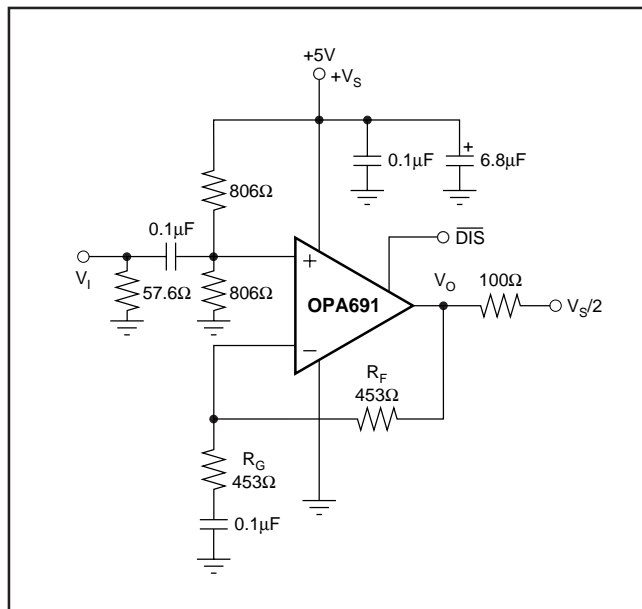 +5V
+V_S
0.1µF
+
6.8µF
806Ω
0.1µF
DIS
V_I
57.6Ω
806Ω
+
OPA691
−
V_O
100Ω
V_S/2
R_F
453Ω
R_G
453Ω
0.1µF